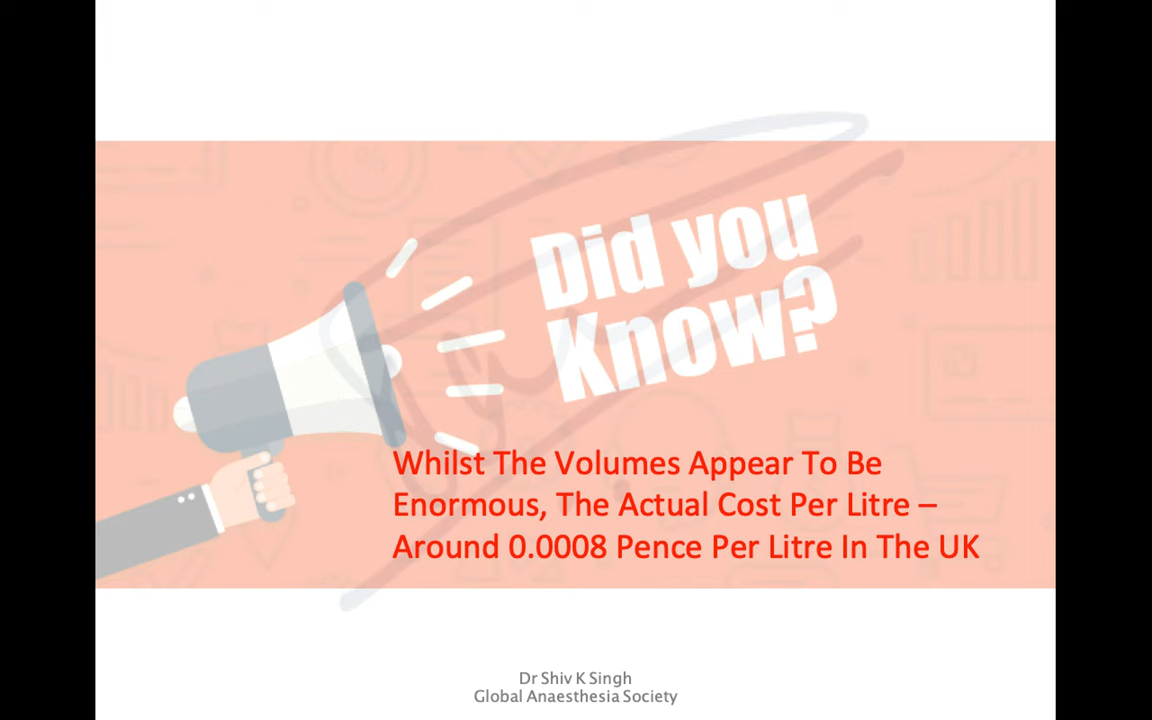 Did you
Know?
Whilst The Volumes Appear To Be
Enormous, The Actual Cost Per Litre –
Around 0.0008 Pence Per Litre In The UK
Dr Shiv K Singh
Global Anaesthesia Society